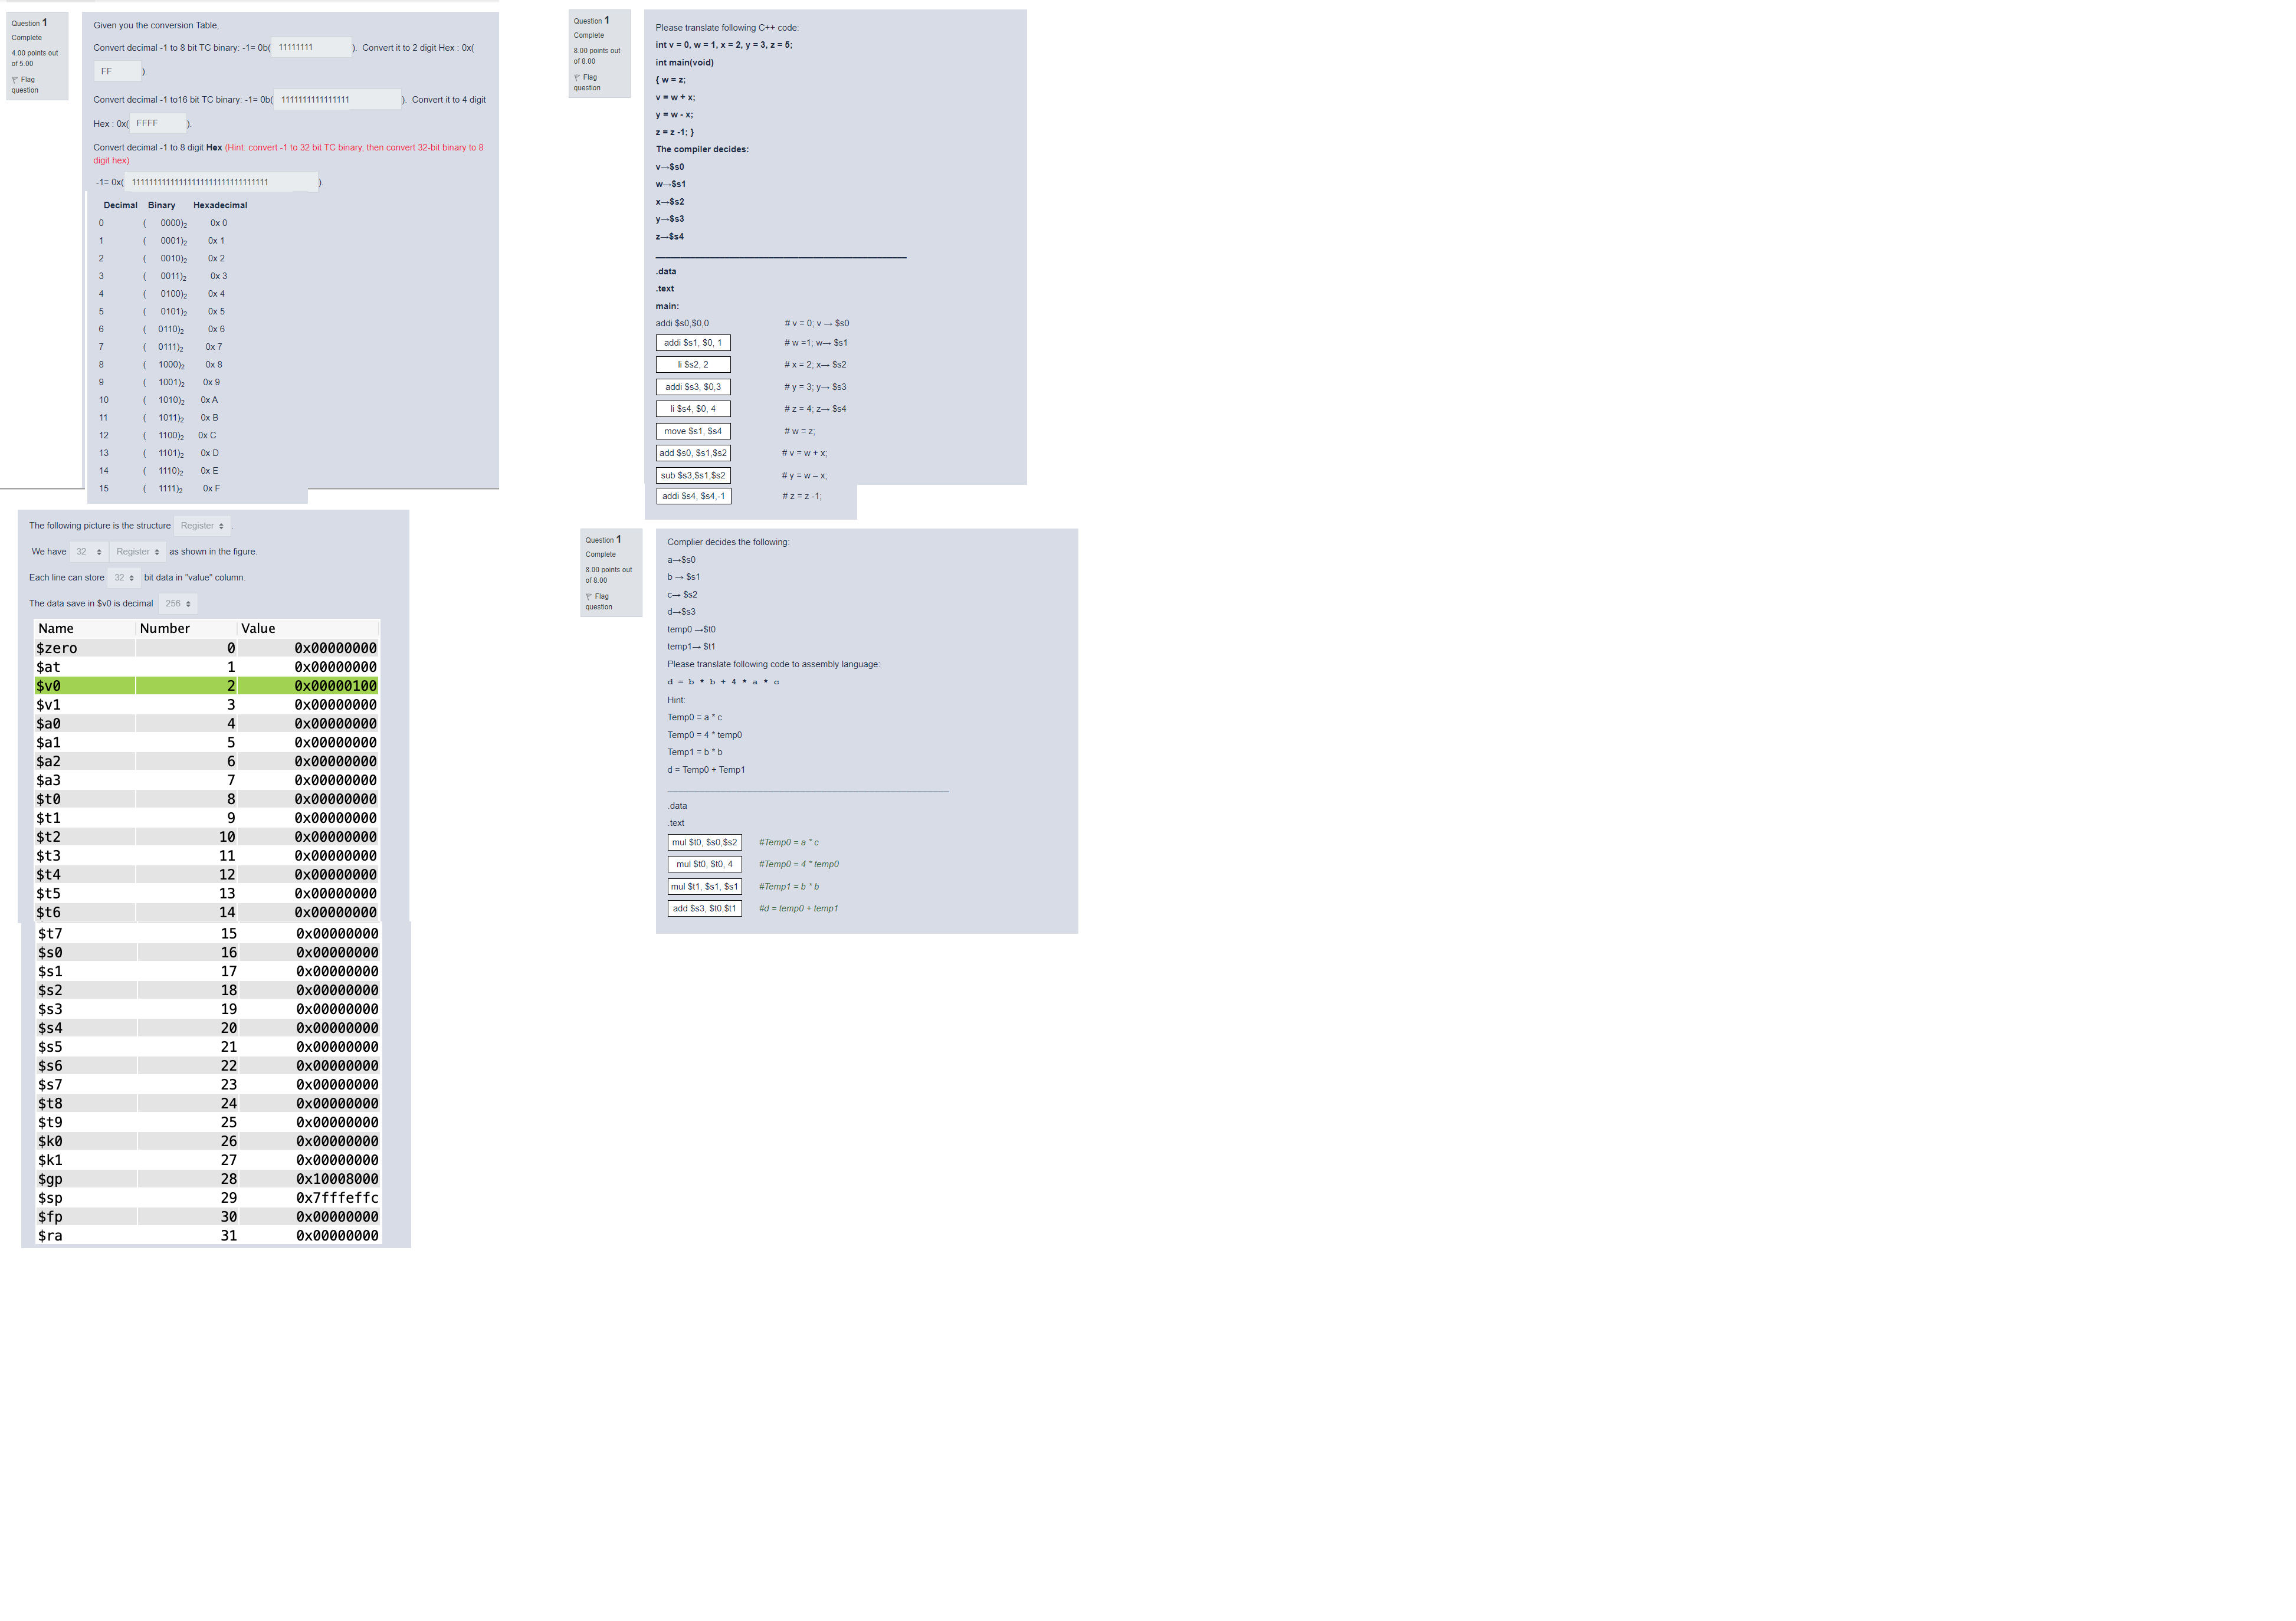 Question 1
Complete
4.00 points out
of 5.00
Flag
question
Given you the conversion Table,
Convert decimal -1 to 8 bit TC binary: -1= 0b( 11111111 ). Convert it to 2 digit Hex : 0x(
FF ).
Convert decimal -1 to16 bit TC binary: -1= 0b( 1111111111111111 ). Convert it to 4 digit
Hex : 0x( FFFF ).
Convert decimal -1 to 8 digit Hex (Hint: convert -1 to 32 bit TC binary, then convert 32-bit binary to 8
digit hex)
-1= 0x( 11111111111111111111111111111111 ).
Decimal Binary Hexadecimal
0 ( 0000)2 0x 0
1 ( 0001)2 0x 1
2 ( 0010)2 0x 2
3 ( 0011)2 0x 3
4 ( 0100)2 0x 4
5 ( 0101)2 0x 5
6 ( 0110)2 0x 6
7 ( 0111)2 0x 7
8 ( 1000)2 0x 8
9 ( 1001)2 0x 9
10 ( 1010)2 0x A
11 ( 1011)2 0x B
12 ( 1100)2 0x C
13 ( 1101)2 0x D
14 ( 1110)2 0x E
15 ( 1111)2 0x F
The following picture is the structure Register .
We have 32 Register as shown in the figure.
Each line can store 32 bit data in "value" column.
The data save in $v0 is decimal 256
Name Number Value
$zero 0 0x00000000
$at 1 0x00000000
$v0 2 0x00000100
$v1 3 0x00000000
$a0 4 0x00000000
$a1 5 0x00000000
$a2 6 0x00000000
$a3 7 0x00000000
$t0 8 0x00000000
$t1 9 0x00000000
$t2 10 0x00000000
$t3 11 0x00000000
$t4 12 0x00000000
$t5 13 0x00000000
$t6 14 0x00000000
$t7 15 0x00000000
$s0 16 0x00000000
$s1 17 0x00000000
$s2 18 0x00000000
$s3 19 0x00000000
$s4 20 0x00000000
$s5 21 0x00000000
$s6 22 0x00000000
$s7 23 0x00000000
$t8 24 0x00000000
$t9 25 0x00000000
$k0 26 0x00000000
$k1 27 0x00000000
$gp 28 0x10008000
$sp 29 0x7fffeffc
$fp 30 0x00000000
$ra 31 0x00000000
Question 1
Complete
8.00 points out
of 8.00
Flag
question
Please translate following C++ code:
int v = 0, w = 1, x = 2, y = 3, z = 5;
int main(void)
{ w = z;
v = w + x;
y = w - x;
z = z -1; }
The compiler decides:
v→$s0
w→$s1
x→$s2
y→$s3
z→$s4
.data
.text
main:
addi $s0,$0,0 # v = 0; v → $s0
addi $s1, $0, 1 # w =1; w→ $s1
li $s2, 2 # x = 2; x→ $s2
addi $s3, $0,3 # y = 3; y→ $s3
li $s4, $0, 4 # z = 4; z→ $s4
move $s1, $s4 # w = z;
add $s0, $s1,$s2 # v = w + x;
sub $s3,$s1,$s2 # y = w – x;
addi $s4, $s4,-1 # z = z -1;
Question 1
Complete
8.00 points out
of 8.00
Flag
question
Complier decides the following:
a→$s0
b → $s1
c→ $s2
d→$s3
temp0 →$t0
temp1→ $t1
Please translate following code to assembly language:
d = b * b + 4 * a * c
Hint:
Temp0 = a * c
Temp0 = 4 * temp0
Temp1 = b * b
d = Temp0 + Temp1
.data
.text
mul $t0, $s0,$s2 #Temp0 = a * c
mul $t0, $t0, 4 #Temp0 = 4 * temp0
mul $t1, $s1, $s1 #Temp1 = b * b
add $s3, $t0,$t1 #d = temp0 + temp1